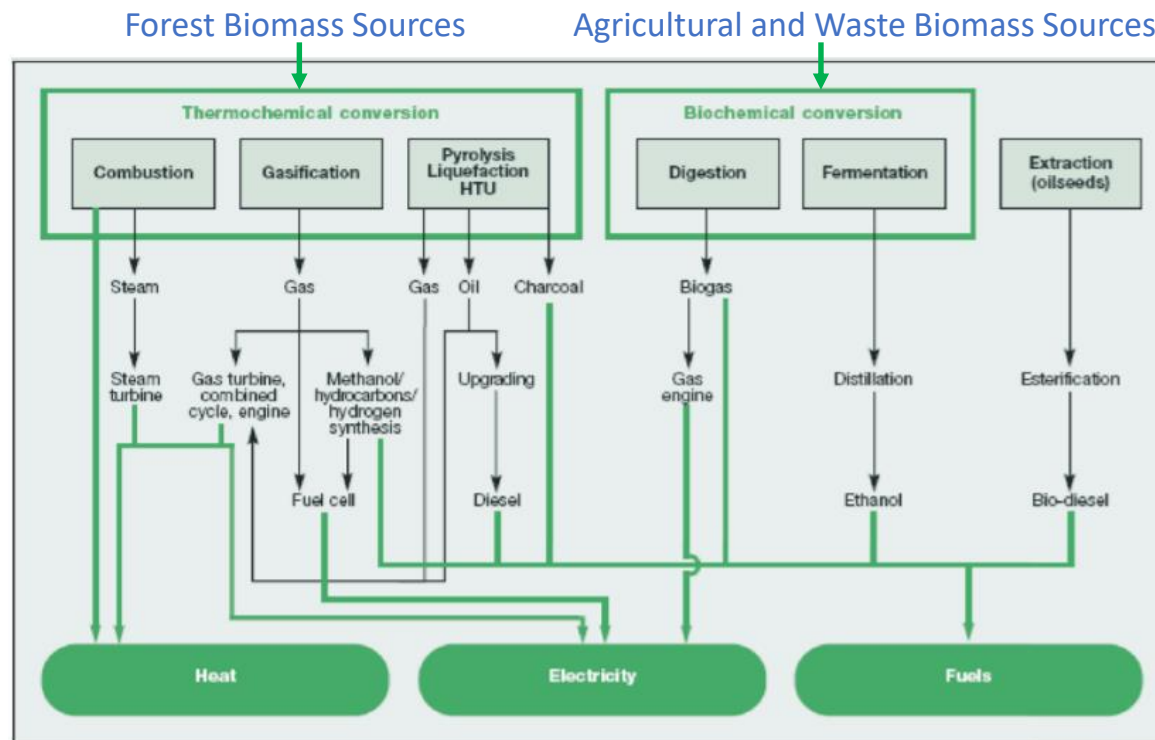 Forest Biomass Sources
Agricultural and Waste Biomass Sources
Thermochemical conversion
Biochemical conversion
Combustion
Gasification
Pyrolysis
Liquefaction
HTU
Digestion
Fermentation
Extraction
(oilseeds)
Steam
Gas
Gas
Oil
Charcoal
Biogas
Steam
turbine
Gas turbine,
combined
cycle, engine
Methanol/
hydrocarbons/
hydrogen
synthesis
Upgrading
Gas
engine
Distillation
Esterification
Fuel cell
Diesel
Ethanol
Bio-diesel
Heat
Electricity
Fuels